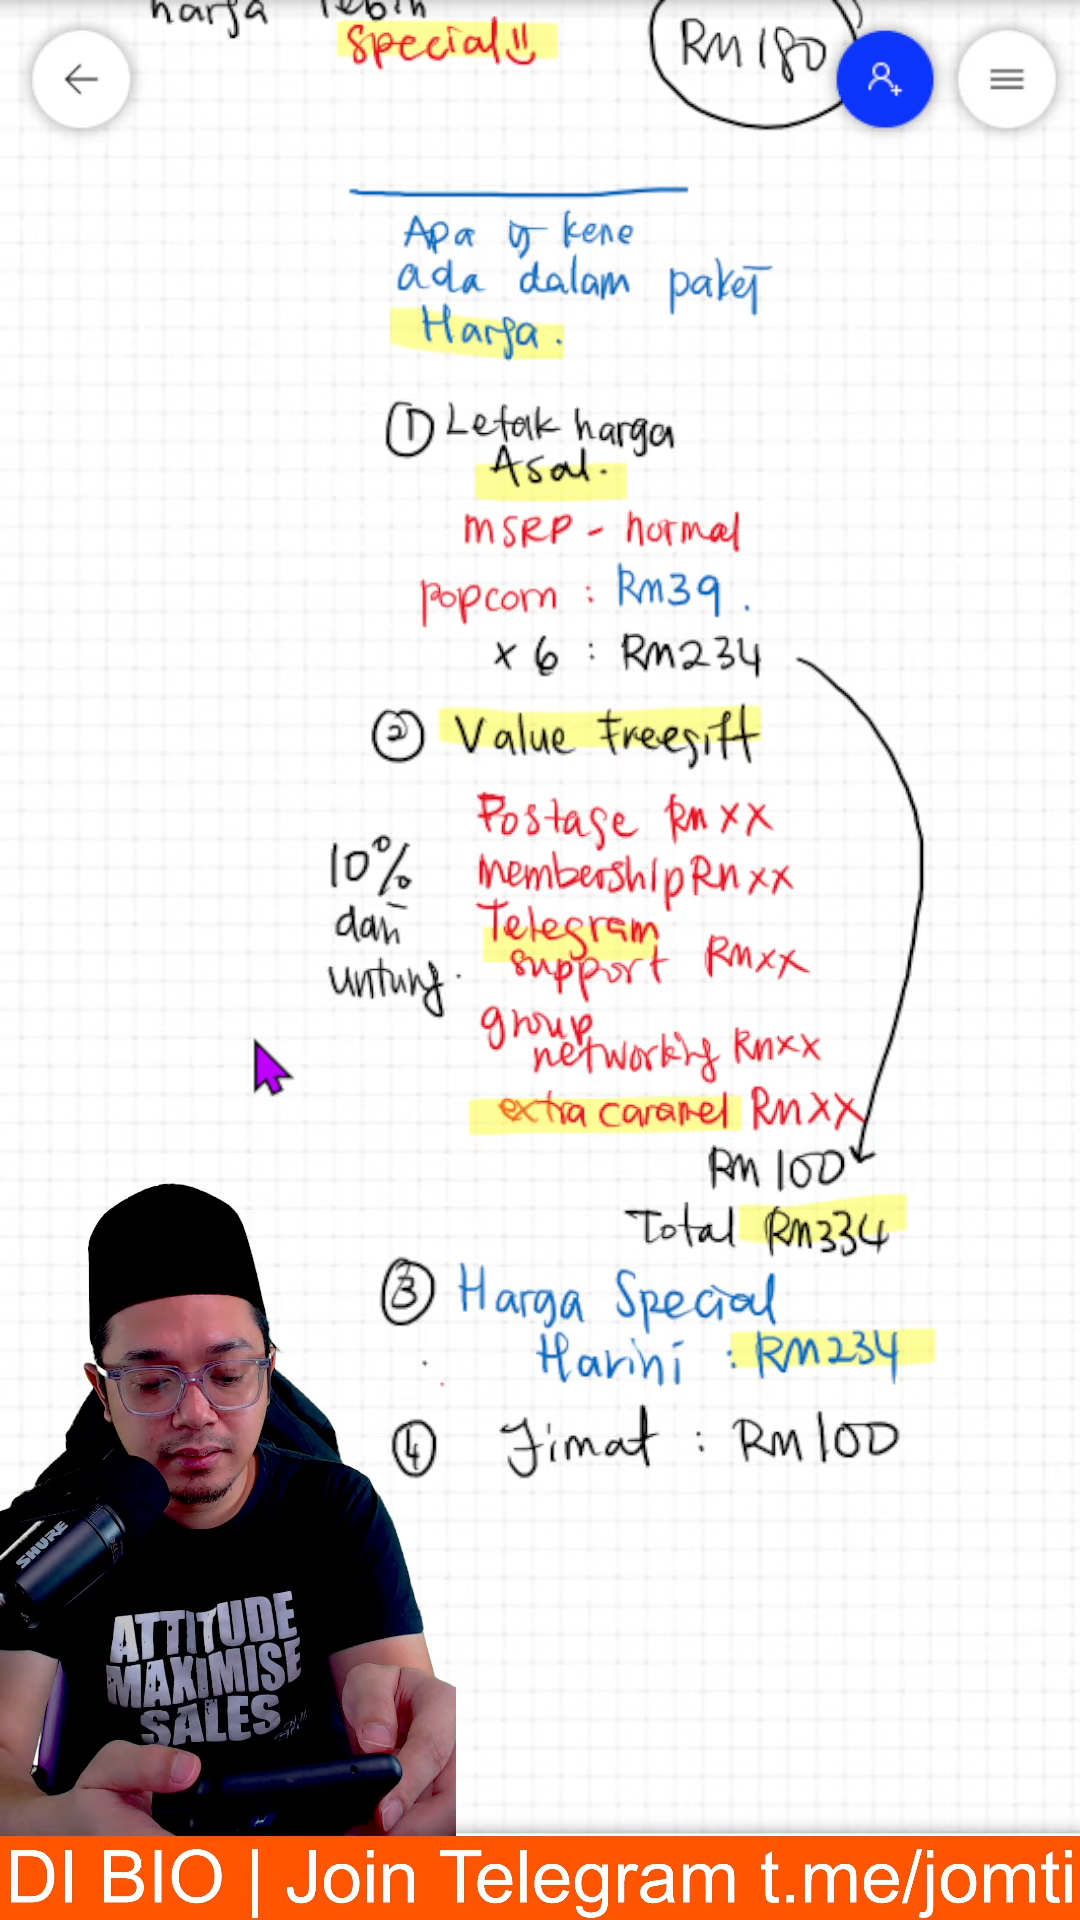 harga lebih
special!!
RM180
Apa yg kene
ada dalam paket
Harga.
① Letak harga
Asal.
MSRP - normal
popcorn : RM39.
x 6 : RM234
② Value Freegift
Postage RM XX
membership RM XX
Telegram
support RM XX
group
networking RM XX
extra caramel RM XX
10%
dari
untung.
RM 100
Total RM334
③ Harga Special
Harini : RM234
④ Jimat : RM100
SHURE
ATTITUDE
MAXIMISE
SALES
DI BIO | Join Telegram t.me/jomti